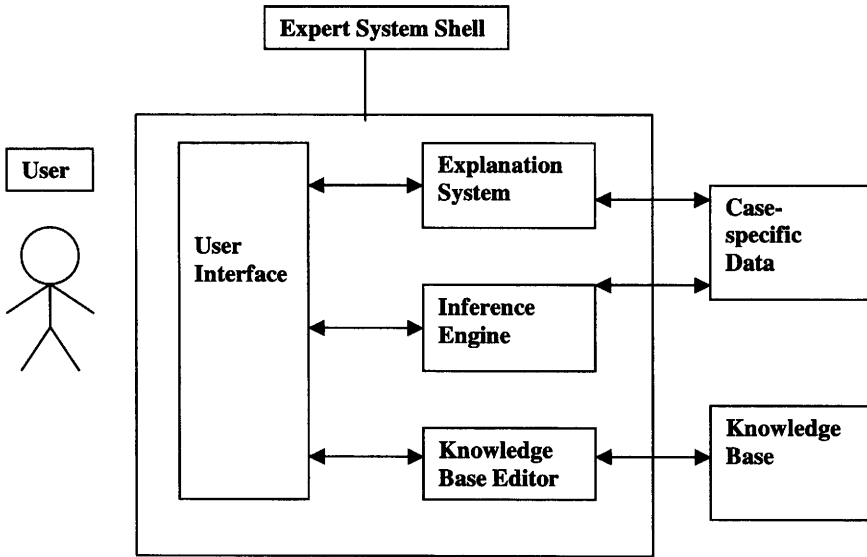 Expert System Shell
User
User
Interface
Explanation
System
Case-
specific
Data
Inference
Engine
Knowledge
Base Editor
Knowledge
Base